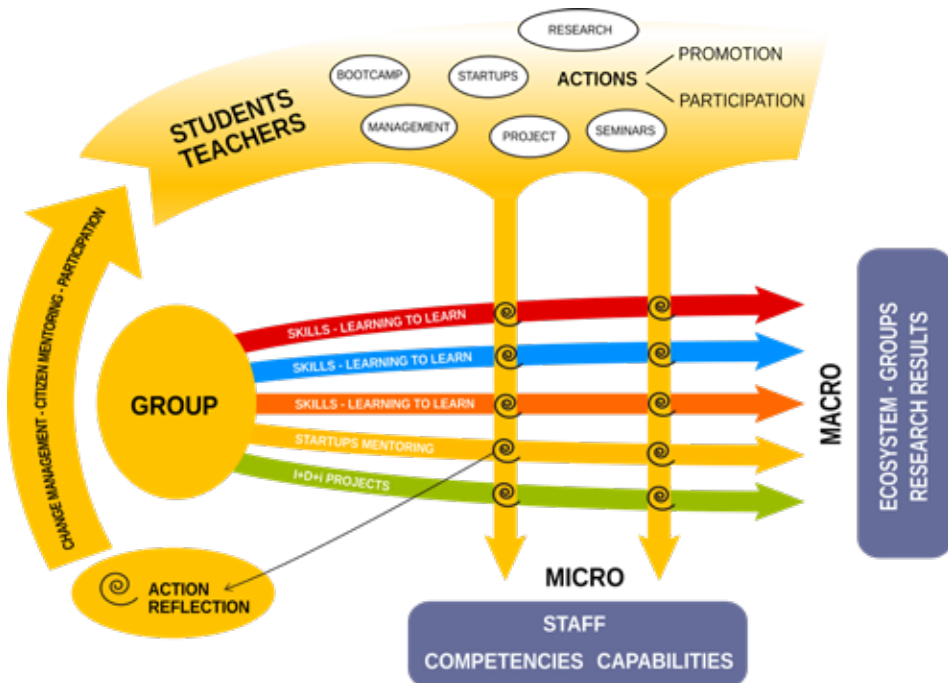 RESEARCH
BOOTCAMP
STARTUPS
ACTIONS
PROMOTION
PARTICIPATION
STUDENTS
TEACHERS
MANAGEMENT
PROJECT
SEMINARS
CHANGE MANAGEMENT - CITIZEN MENTORING - PARTICIPATION
GROUP
SKILLS - LEARNING TO LEARN
SKILLS - LEARNING TO LEARN
SKILLS - LEARNING TO LEARN
STARTUPS MENTORING
I+D+i PROJECTS
MACRO
ECOSYSTEM - GROUPS
RESEARCH RESULTS
ACTION
REFLECTION
MICRO
STAFF
COMPETENCIES CAPABILITIES